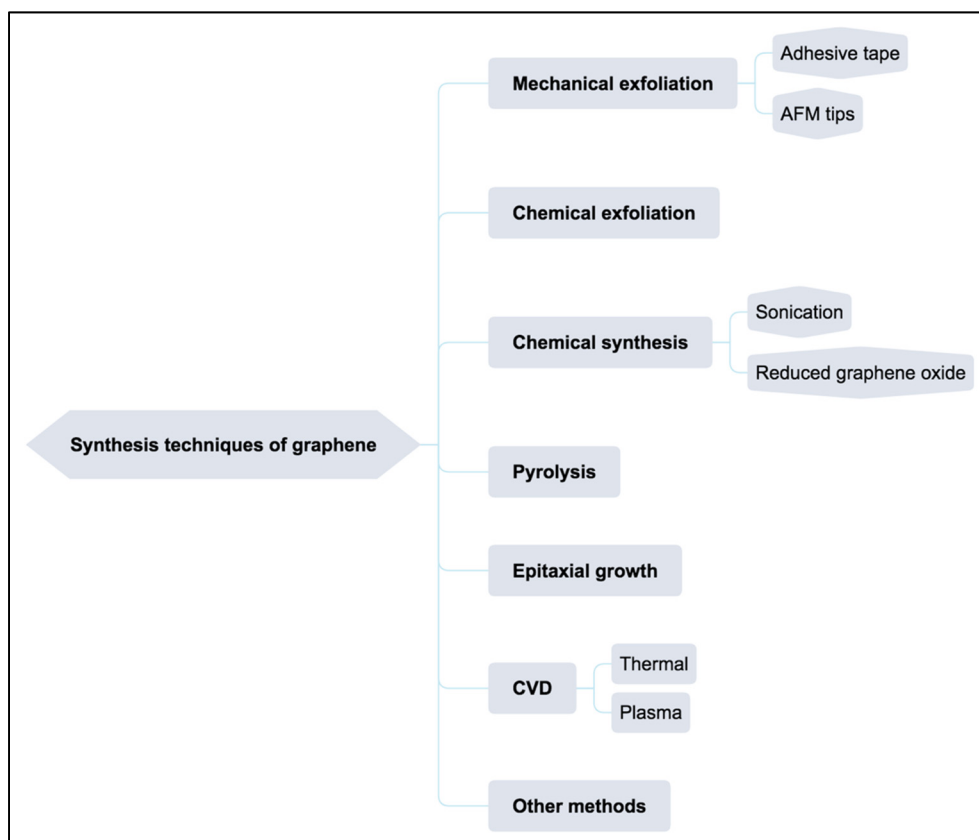 Synthesis techniques of graphene
Mechanical exfoliation
Adhesive tape
AFM tips
Chemical exfoliation
Chemical synthesis
Sonication
Reduced graphene oxide
Pyrolysis
Epitaxial growth
CVD
Thermal
Plasma
Other methods